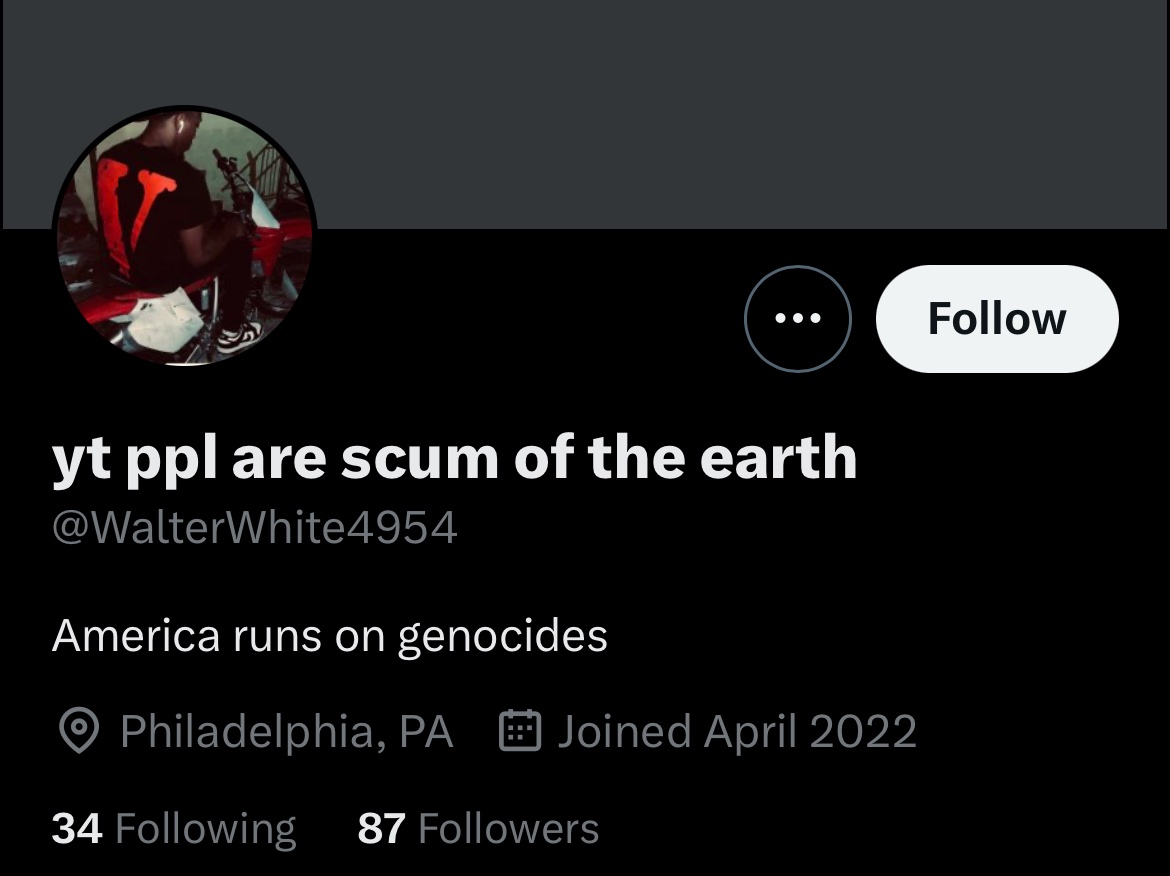 V
Follow
yt ppl are scum of the earth
@WalterWhite4954
America runs on genocides
Philadelphia, PA Joined April 2022
34 Following 87 Followers